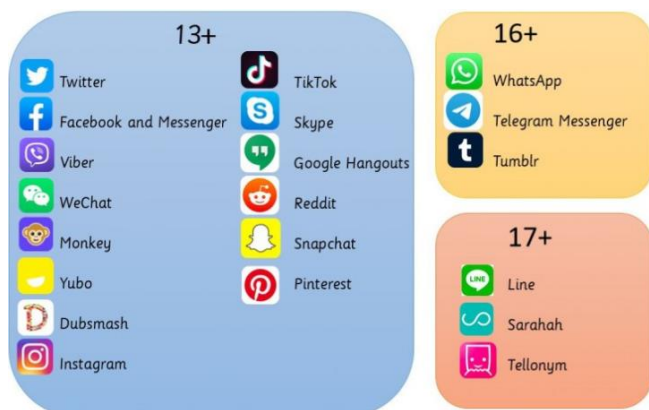 13+
Twitter
Facebook and Messenger
Viber
WeChat
Monkey
Yubo
Dubsmash
Instagram
TikTok
Skype
Google Hangouts
Reddit
Snapchat
Pinterest
16+
WhatsApp
Telegram Messenger
Tumblr
17+
LINE
Line
Sarahah
Tellonym